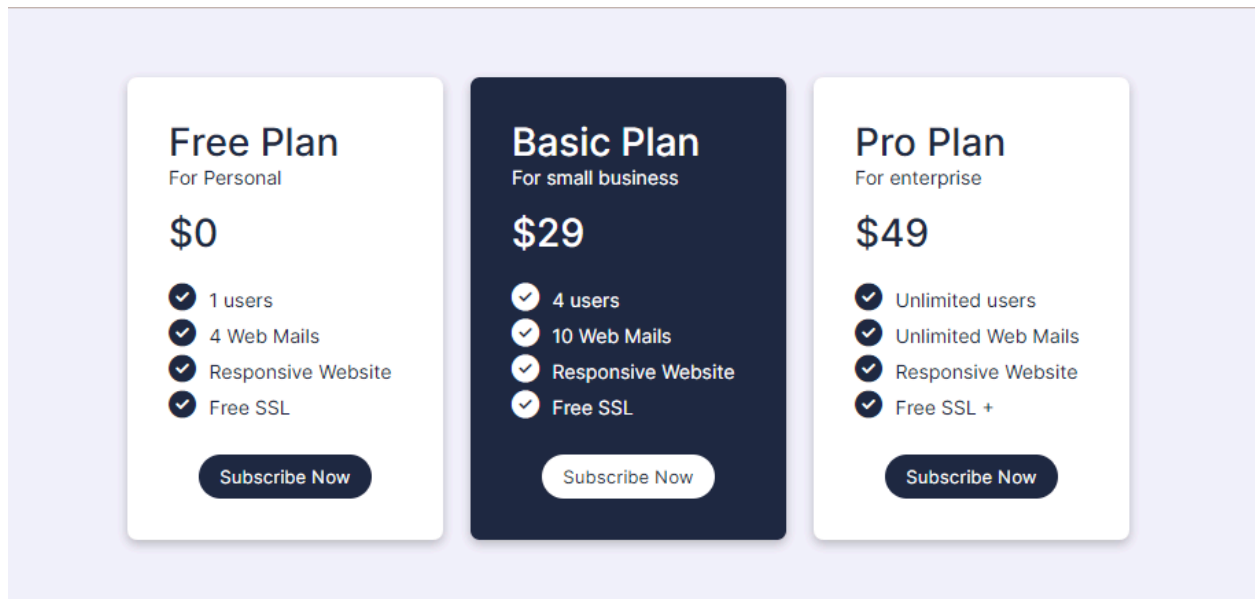 Free Plan
For Personal
$0
1 users
4 Web Mails
Responsive Website
Free SSL
Subscribe Now
Basic Plan
For small business
$29
4 users
10 Web Mails
Responsive Website
Free SSL
Subscribe Now
Pro Plan
For enterprise
$49
Unlimited users
Unlimited Web Mails
Responsive Website
Free SSL +
Subscribe Now